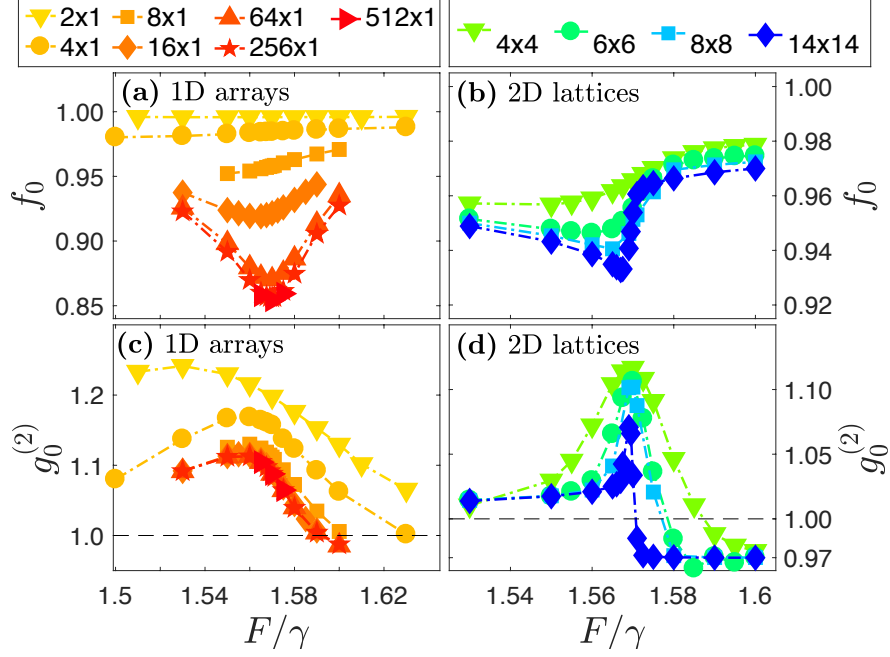 2x1 8x1 64x1 512x1
4x1 16x1 256x1
4x4 6x6 8x8 14x14
(a) 1D arrays
1.00
0.95
0.90
0.85
f₀
(b) 2D lattices
1.00
0.98
0.96
0.94
0.92
f₀
(c) 1D arrays
1.2
1.1
1.0
g₀⁽²⁾
1.5 1.54 1.58 1.62
F/γ
(d) 2D lattices
1.10
1.05
1.00
0.97
g₀⁽²⁾
1.54 1.56 1.58 1.6
F/γ